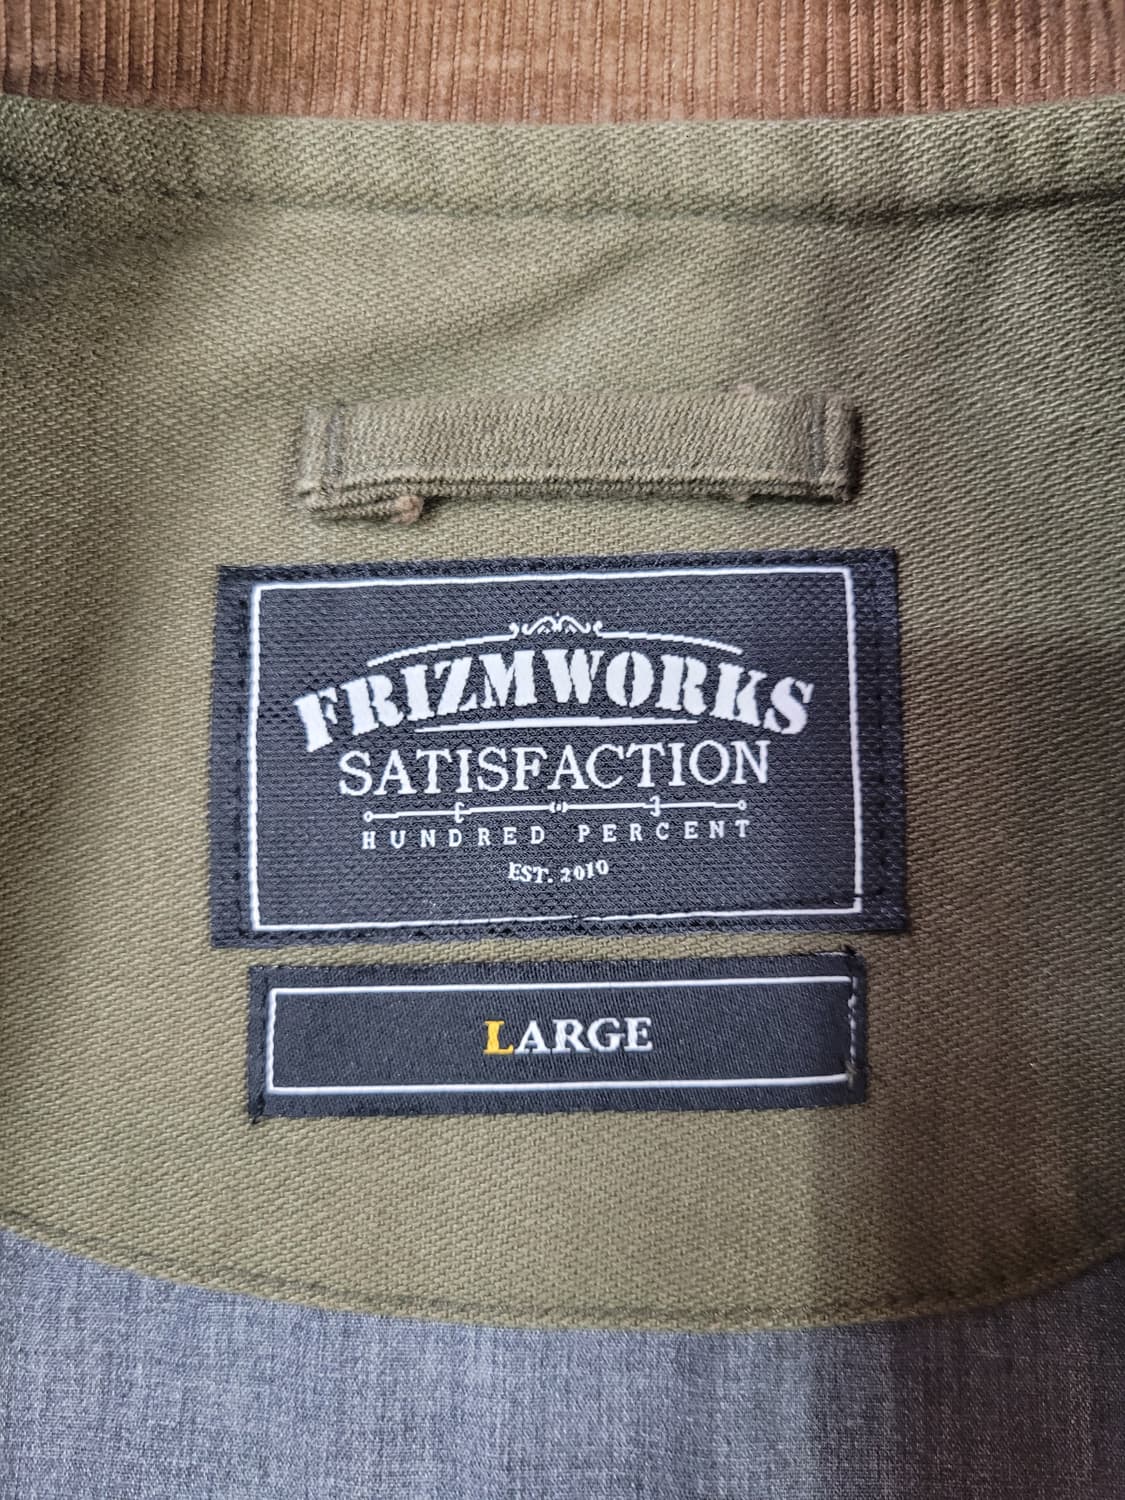 FRIZMWORKS
SATISFACTION
HUNDRED PERCENT
EST. 2010
LARGE